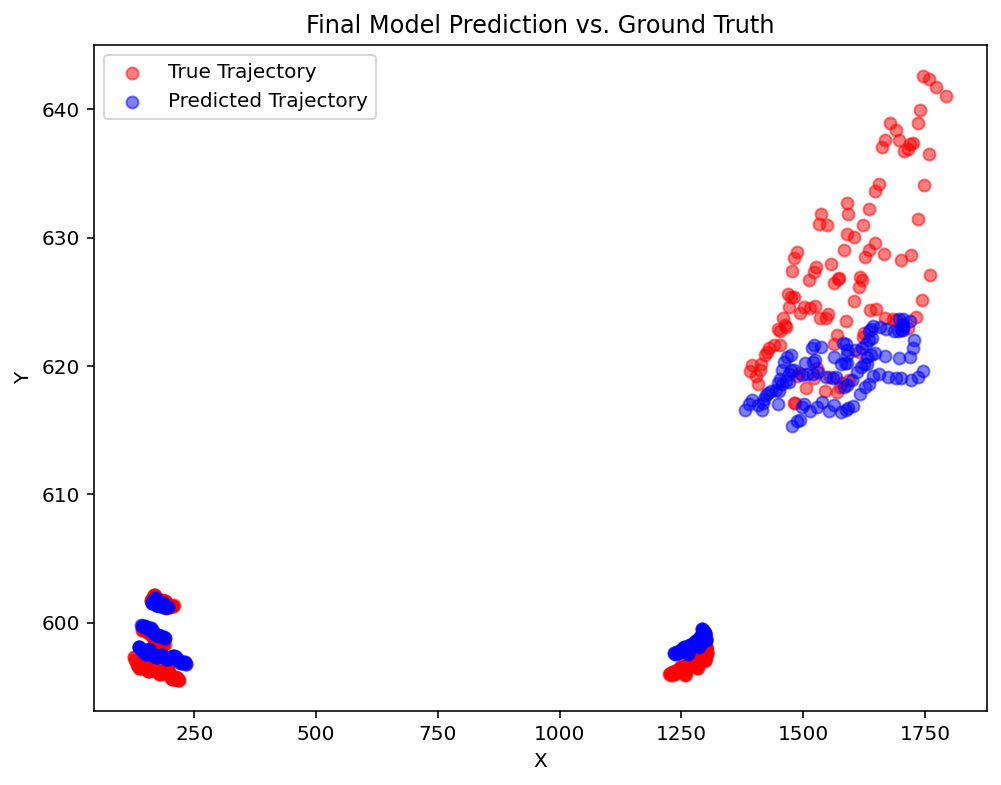 Final Model Prediction vs. Ground Truth
True Trajectory
Predicted Trajectory
640
630
620
610
600
Y
250 500 750 1000 1250 1500 1750
X